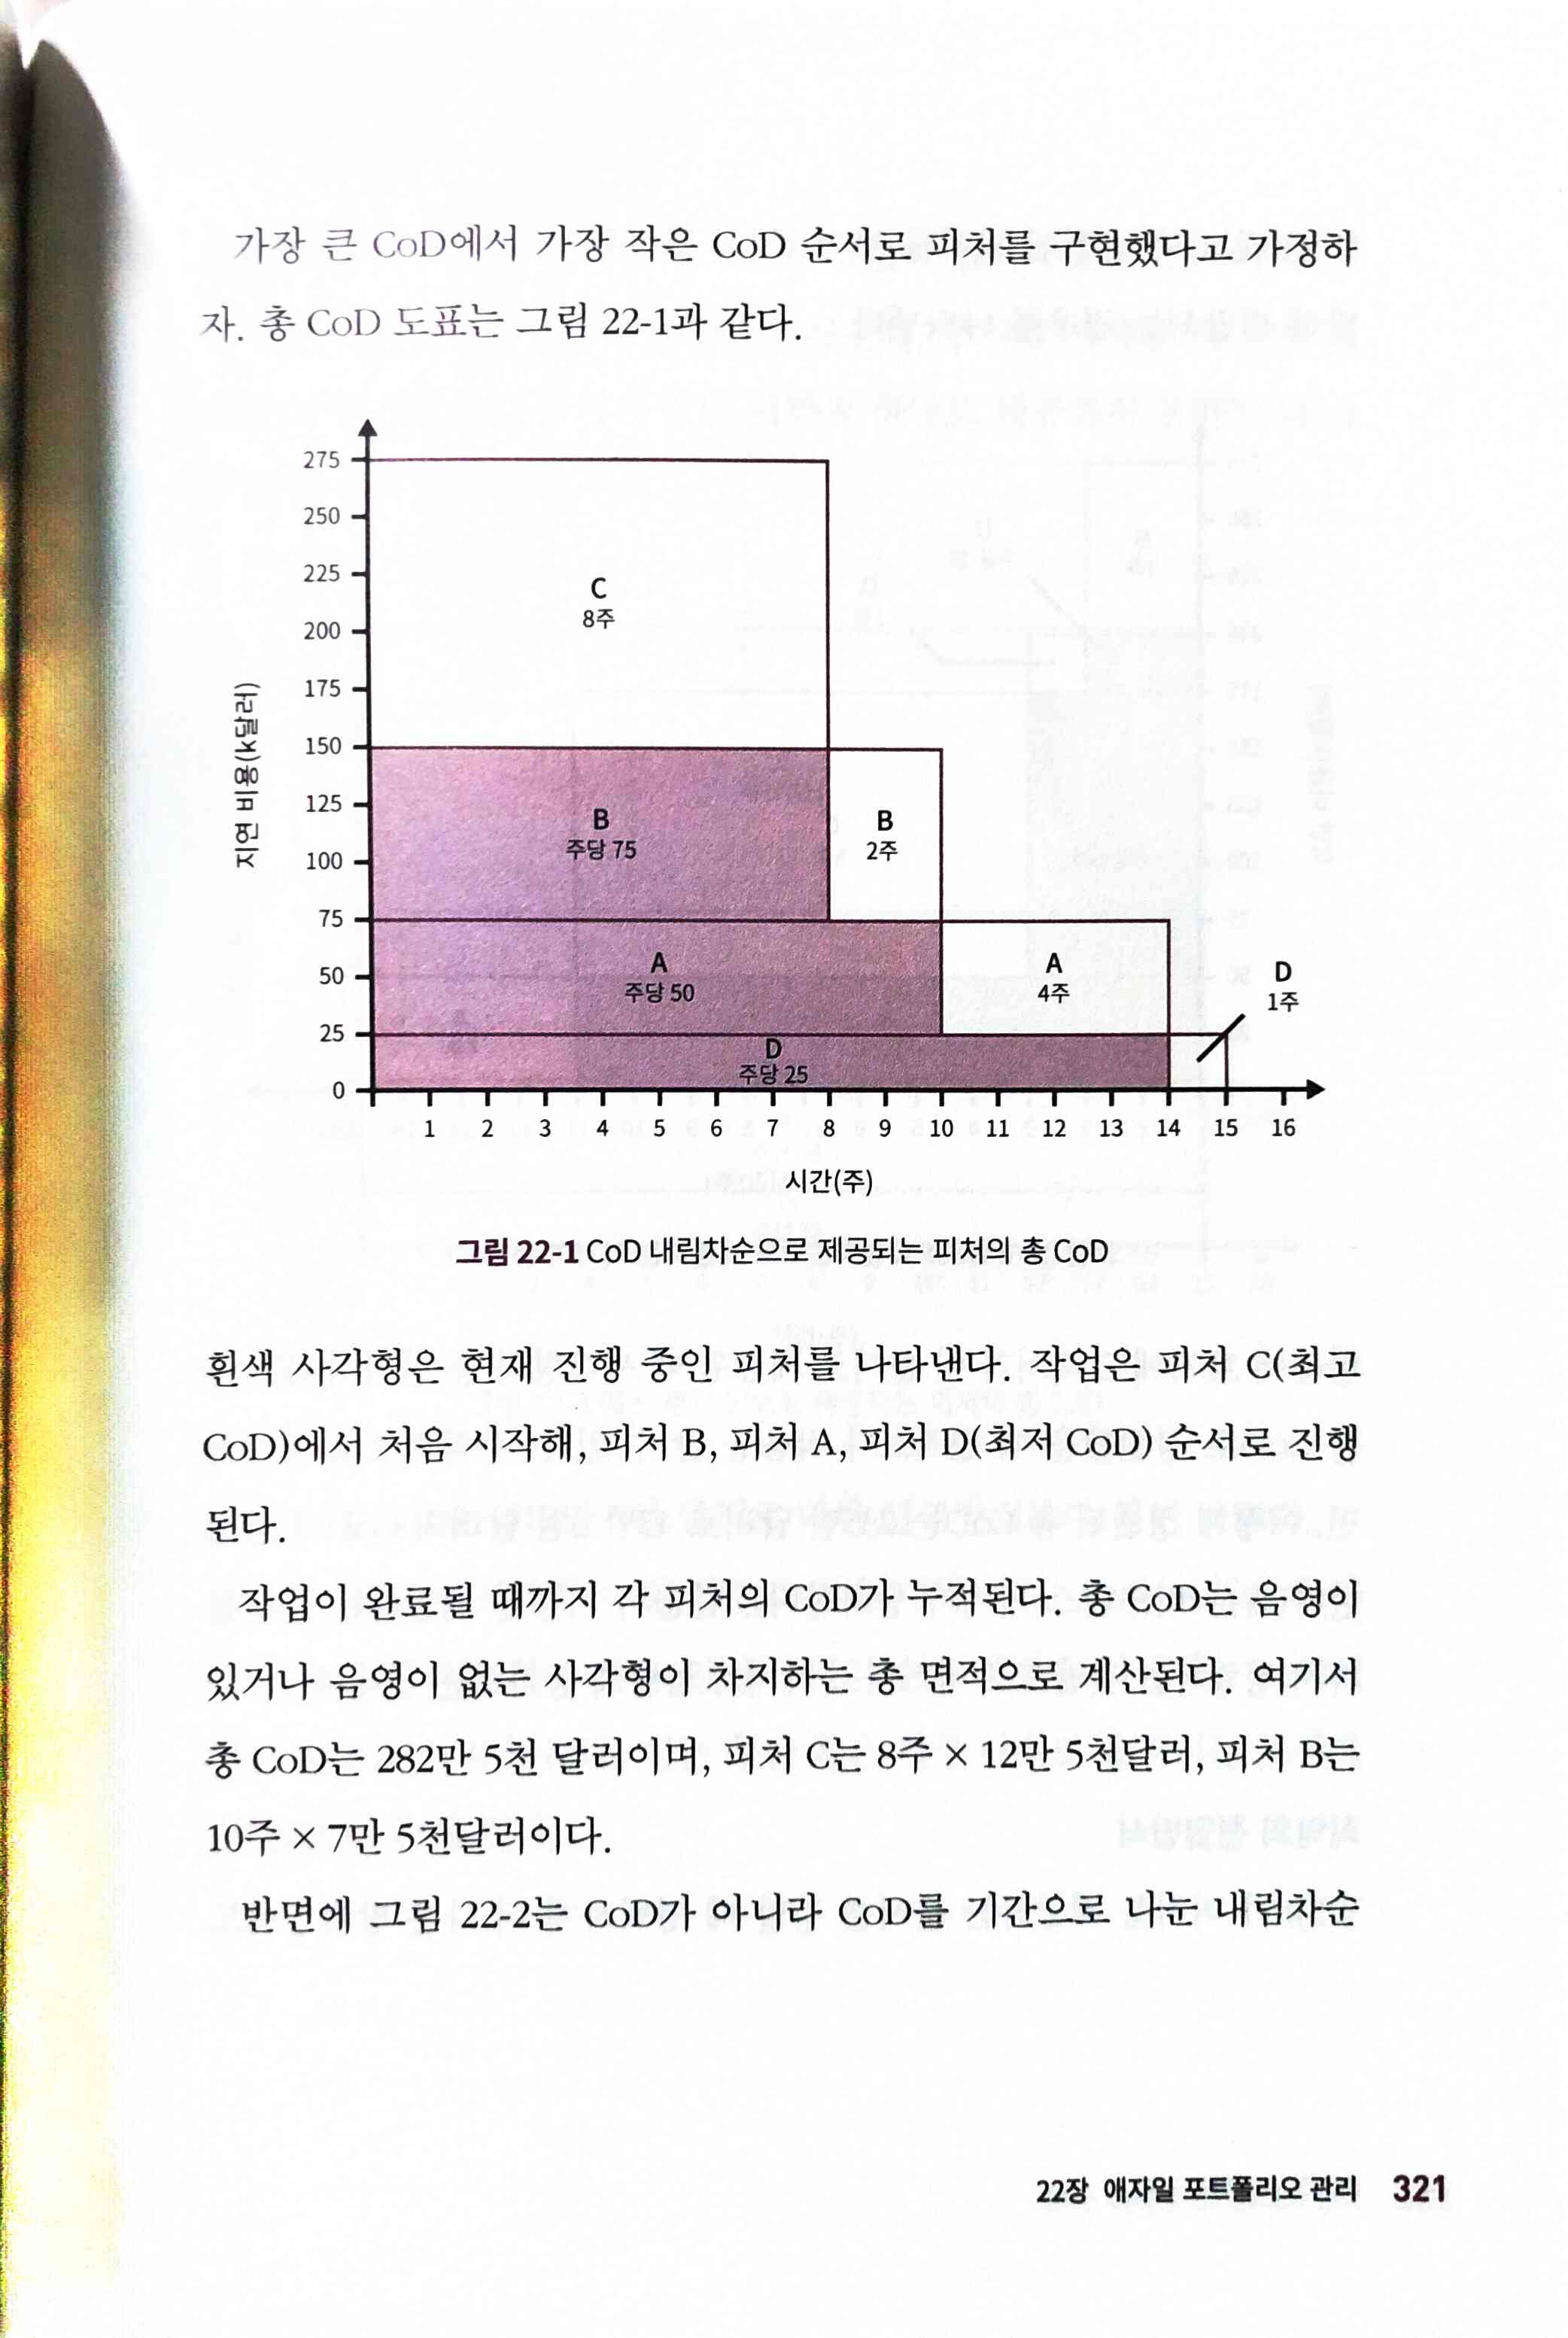 가장 큰 CoD에서 가장 작은 CoD 순서로 피처를 구현했다고 가정하
자. 총 CoD 도표는 그림 22-1과 같다.
지연 비용(k달러)
275
250
225
200
175
150
125
100
75
50
25
0
C
8주
B
주당 75
B
2주
A
주당 50
A
4주
D
1주
D
주당 25
1 2 3 4 5 6 7 8 9 10 11 12 13 14 15 16
시간(주)
그림 22-1 CoD 내림차순으로 제공되는 피처의 총 CoD
흰색 사각형은 현재 진행 중인 피처를 나타낸다. 작업은 피처 C(최고
CoD)에서 처음 시작해, 피처 B, 피처 A, 피처 D(최저 CoD) 순서로 진행
된다.
작업이 완료될 때까지 각 피처의 CoD가 누적된다. 총 CoD는 음영이
있거나 음영이 없는 사각형이 차지하는 총 면적으로 계산된다. 여기서
총 CoD는 282만 5천 달러이며, 피처 C는 8주 × 12만 5천달러, 피처 B는
10주 × 7만 5천달러이다.
반면에 그림 22-2는 CoD가 아니라 CoD를 기간으로 나눈 내림차순
22장 애자일 포트폴리오 관리 321